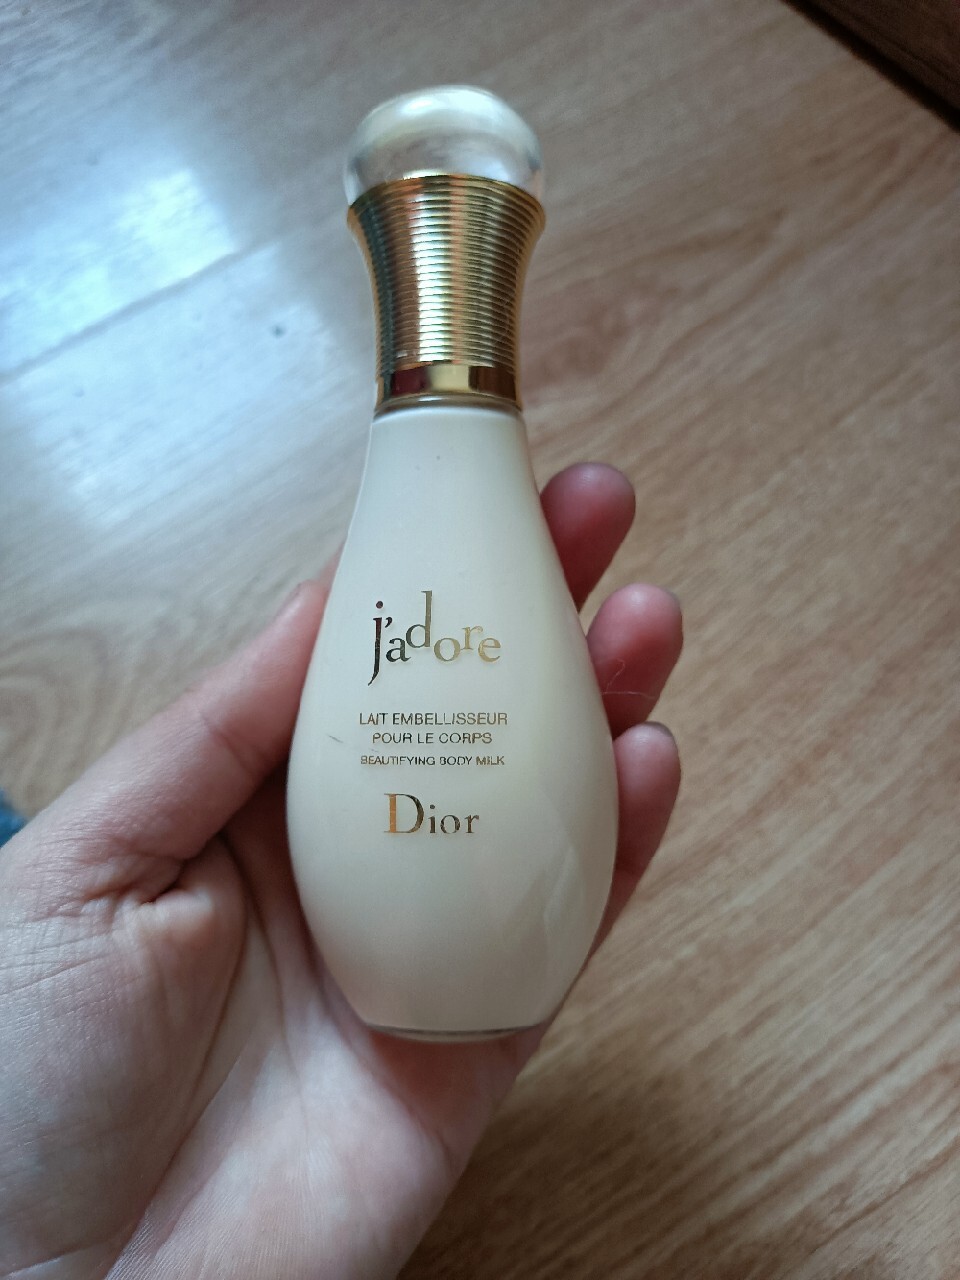 j'adore
LAIT EMBELLISSEUR
POUR LE CORPS
BEAUTIFYING BODY MILK
Dior